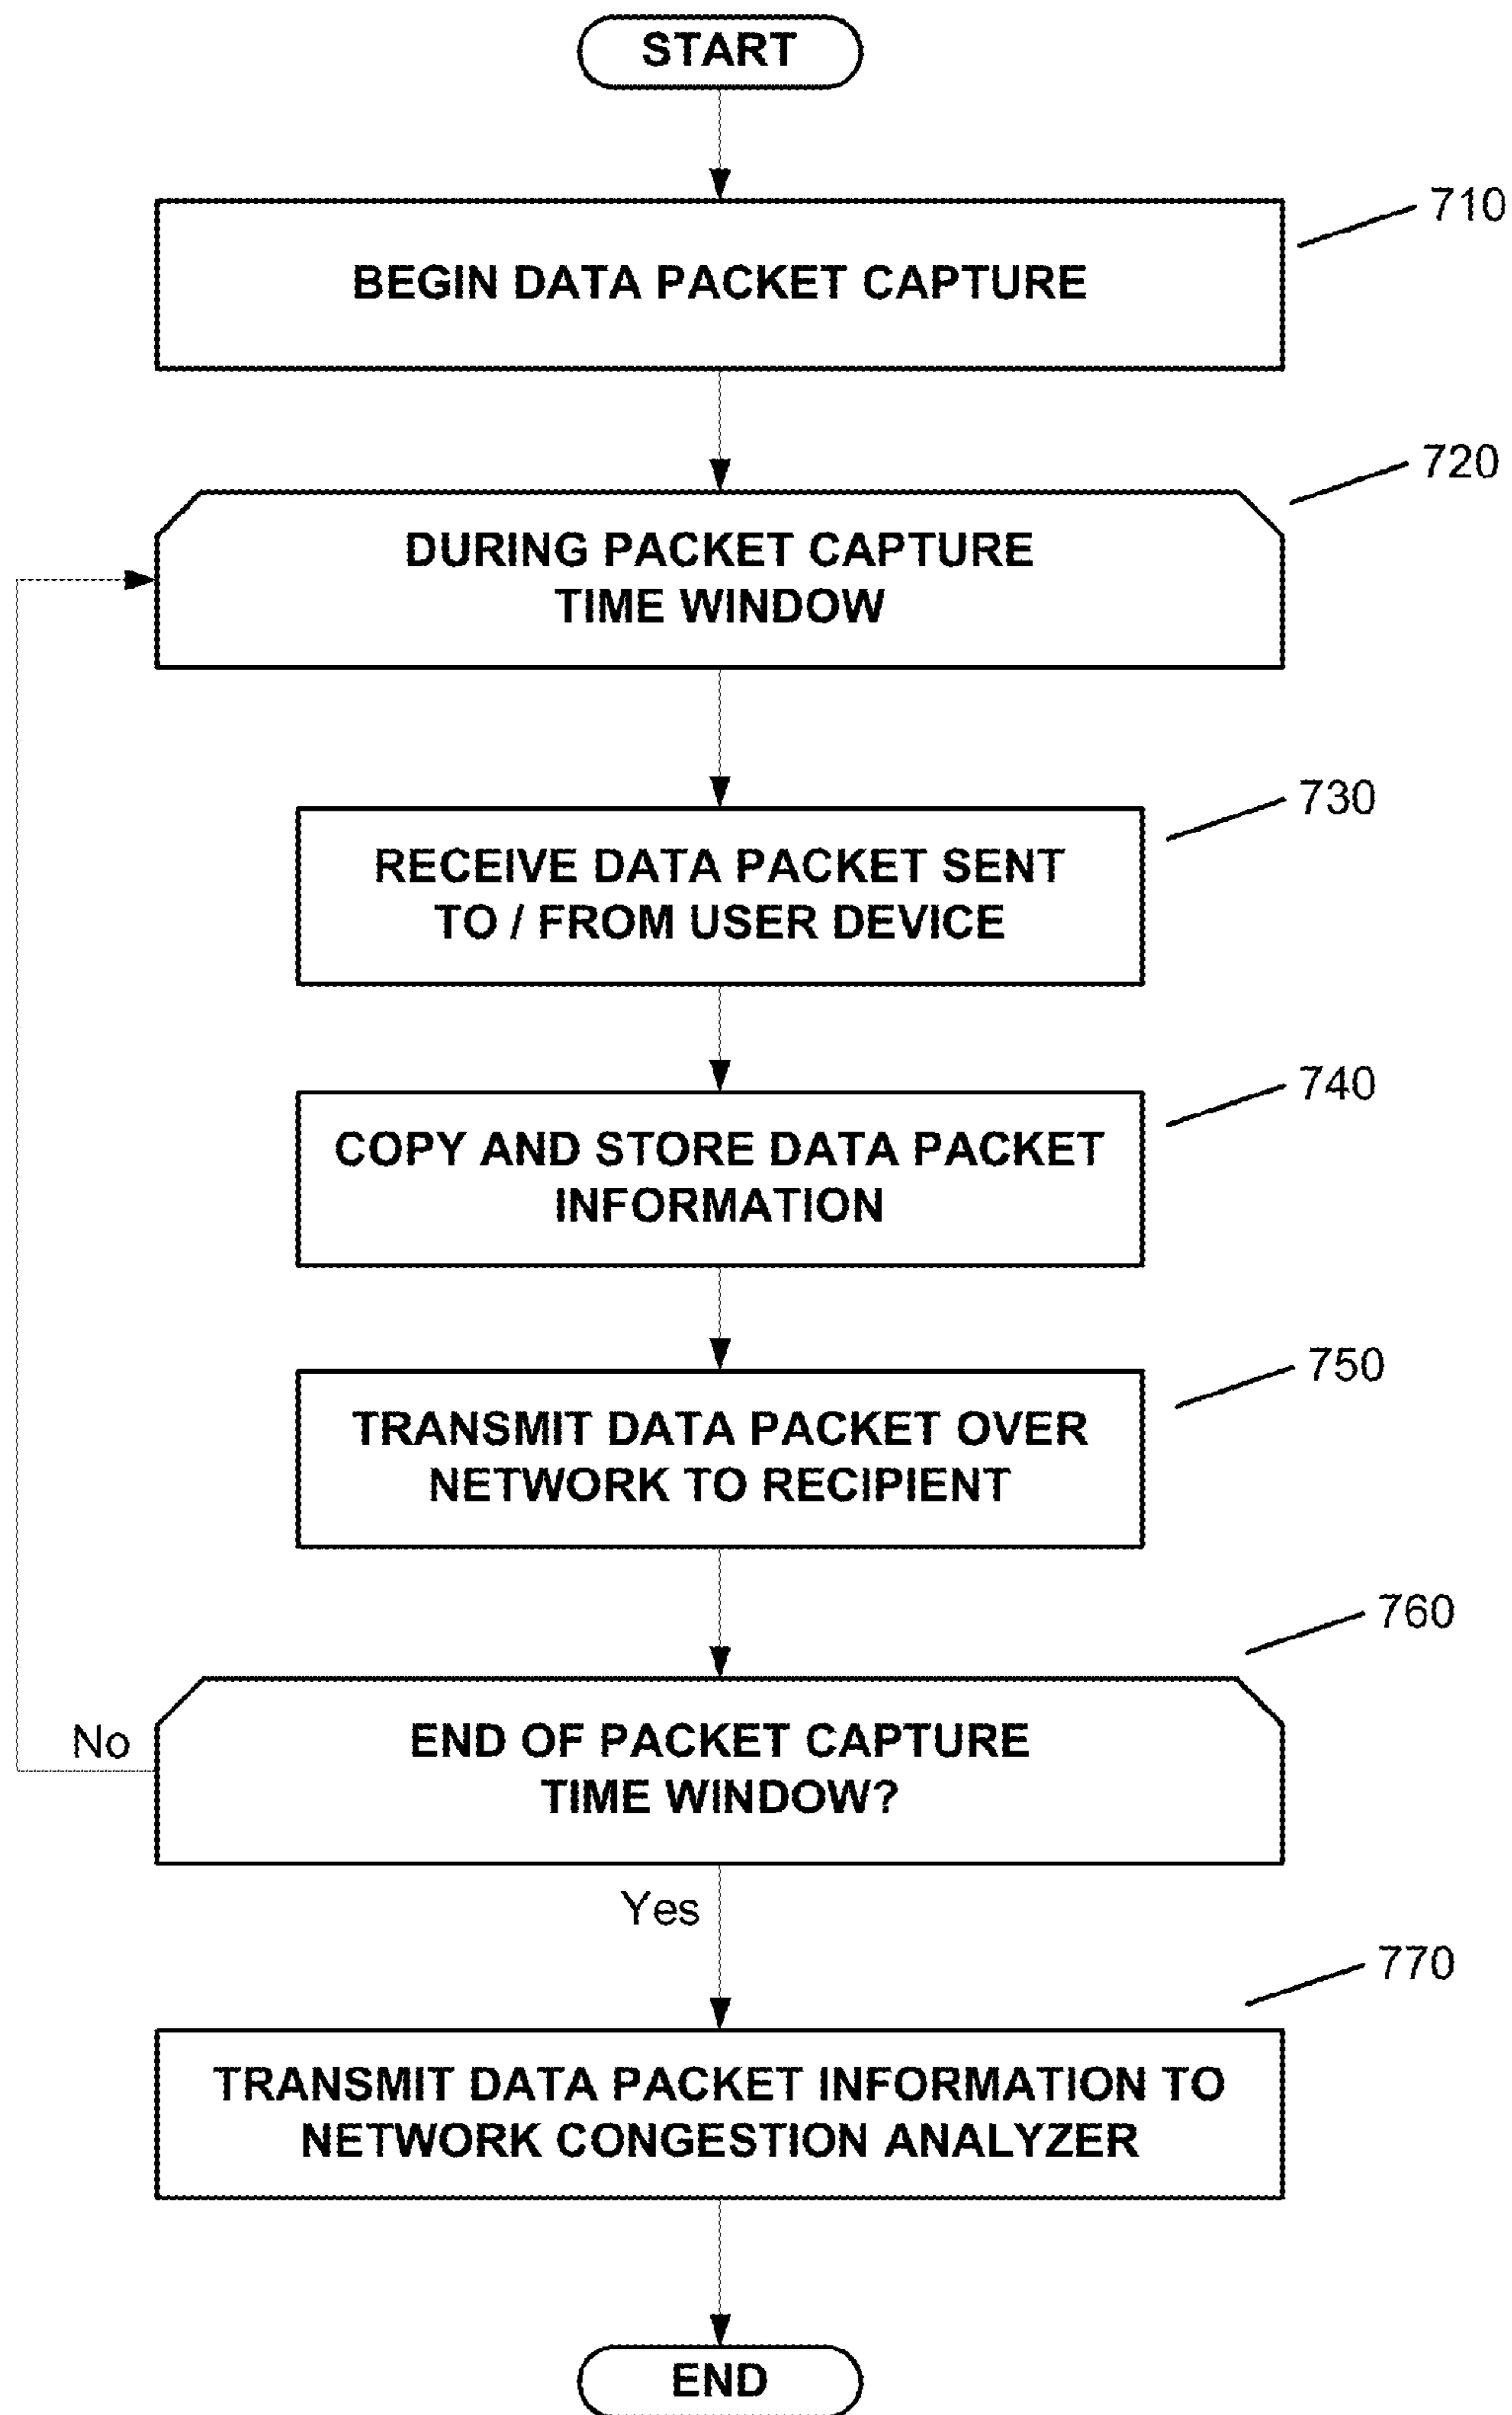 START
710
BEGIN DATA PACKET CAPTURE
720
DURING PACKET CAPTURE
TIME WINDOW
730
RECEIVE DATA PACKET SENT
TO / FROM USER DEVICE
740
COPY AND STORE DATA PACKET
INFORMATION
750
TRANSMIT DATA PACKET OVER
NETWORK TO RECIPIENT
760
No
END OF PACKET CAPTURE
TIME WINDOW?
Yes
770
TRANSMIT DATA PACKET INFORMATION TO
NETWORK CONGESTION ANALYZER
END